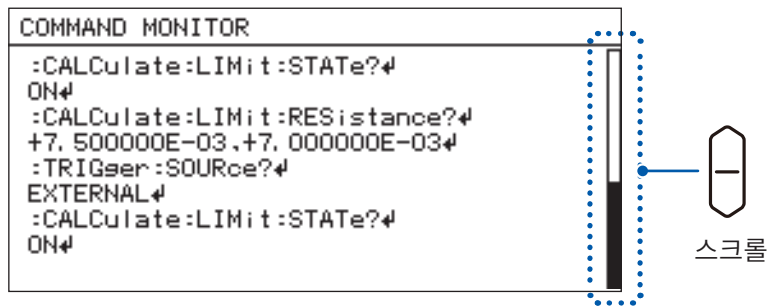 COMMAND MONITOR
:CALCulate:LIMit:STATe?↲
ON↲
:CALCulate:LIMit:RESistance?↲
+7.500000E-03,+7.000000E-03↲
:TRIGger:SOURce?↲
EXTERNAL↲
:CALCulate:LIMit:STATe?↲
ON↲
스크롤